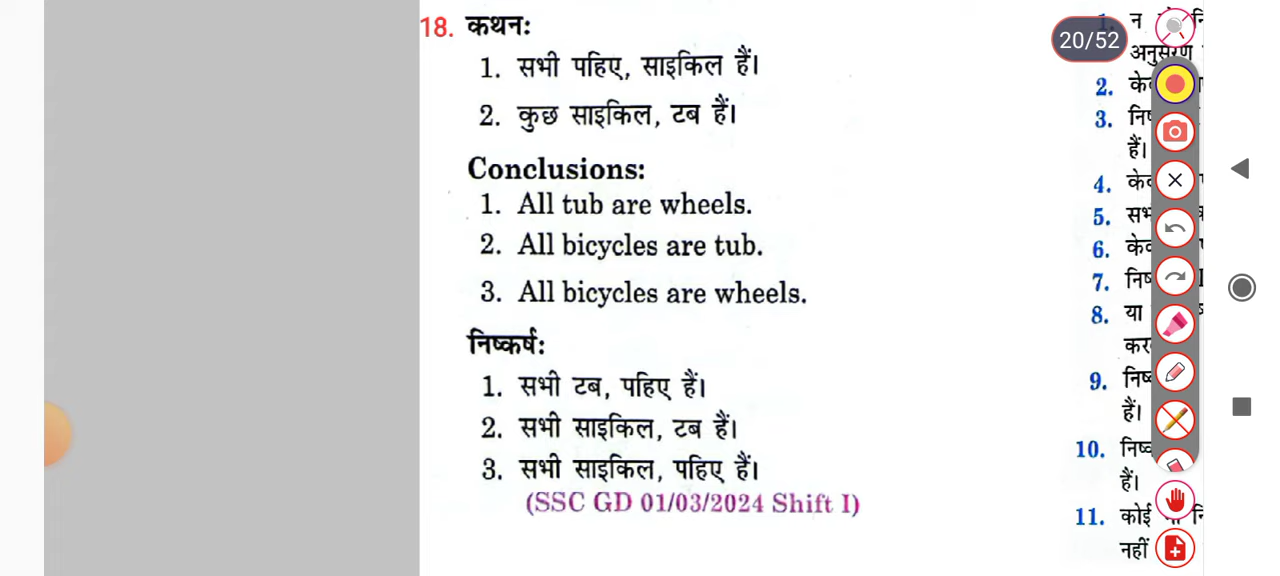 18. कथनः
1. सभी पहिए, साइकिल हैं।
2. कुछ साइकिल, टब हैं।
Conclusions:
1. All tub are wheels.
2. All bicycles are tub.
3. All bicycles are wheels.
निष्कर्षः
1. सभी टब, पहिए हैं।
2. सभी साइकिल, टब हैं।
3. सभी साइकिल, पहिए हैं।
(SSC GD 01/03/2024 Shift I)
20/52
1. न
अनुसरण
2.
3.
हैं।
4.
5.
6.
7.
8. या
9.
हैं।
10.
हैं।
11. कोई
नहीं